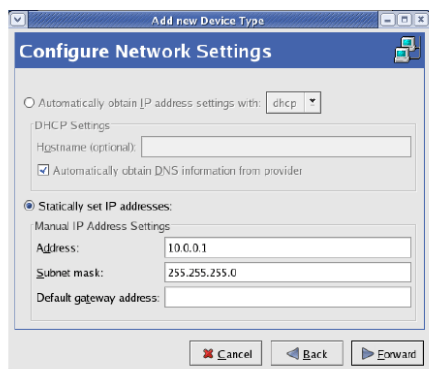 Add new Device Type
Configure Network Settings
Automatically obtain IP address settings with: dhcp
DHCP Settings
Hostname (optional):
Automatically obtain DNS information from provider
Statically set IP addresses:
Manual IP Address Settings
Address: 10.0.0.1
Subnet mask: 255.255.255.0
Default gateway address:
Cancel Back Forward